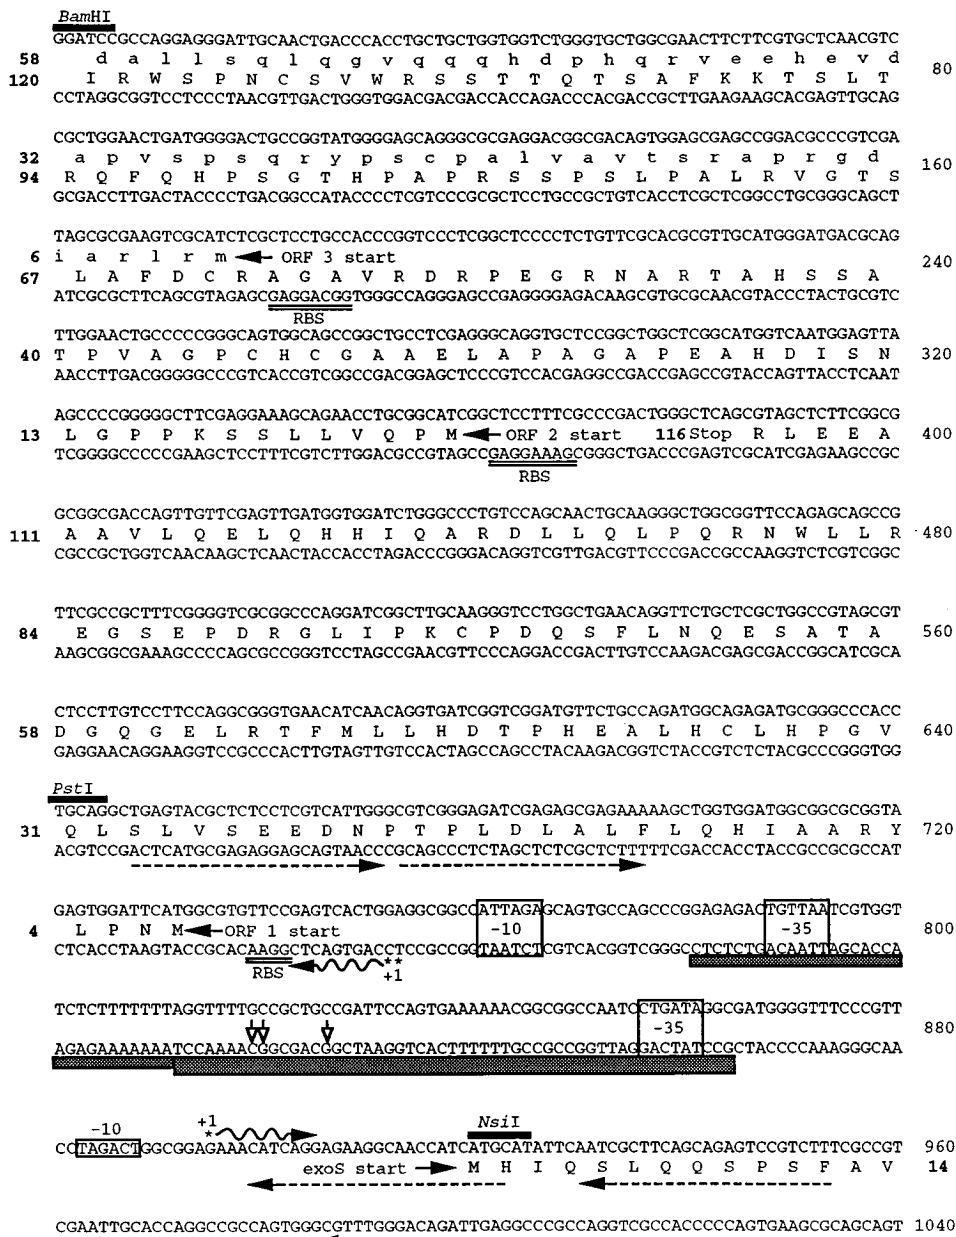 BamHI
GGATCCGCCAGGAGGGATTGCAACTGACCCACCTGCTGCTGGTGGTCTGGGTGCTGGCGAACTTCTTCGTGCTCAACGTC
58 d a l l s q l q g v q q q h d p h q r v e e h e v d 80
120 I R W S P N C S V W R S S T T Q T S A F K K T S L T
CCTAGGCGGTCCTCCCTAACGTTGACTGGGTGGACGACGACCACCAGACCCACGACCGCTTGAAGAAGCACGAGTTGCAG
CGCTGGAACTGATGGGGACTGCCGGTATGGGGAGCAGGGCGCGAGGACGGCGACAGTGGAGCGAGCCGGACGCCCGTCGA
32 a p v s p s q r y p s c p a l v a v t s r a p r g d 160
94 R Q F Q H P S G T H P A P R S S P S L P A L R V G T S
GCGACCTTGACTACCCCTGACGGCCATACCCCTCGTCCCGCGCTCCTGCCGCTGTCACCTCGCTCGGCCTGCGGGCAGCT
TAGCGCGAAGTCGCATCTCGCTCCTGCCACCCGGTCCCTCGGCTCCCCCTCTGTTCGCACGCGTTGCATGGGATGACGCAG
6 i a r l r m ORF 3 start 240
67 L A F D C R A G A V R D R P E G R N A R T A H S S A
ATCGCGCTTCAGCGTAGAGCGAGGACGGTGGGCCAGGGAGCCGAGGGGAGACAAGCGTGCGCAACGTACCCTACTGCGTC
RBS
TTGGAACTGCCCCCGGGCAGTGGCAGCCGGCTGCCTCGAGGGCAGGTGCTCCGGCTGGCTCGGCATGGTCAATGGAGTTA
40 T P V A G P C H C G A A E L A P A G A P E A H D I S N 320
AACCTTGACGGGGGCCCGTCACCGTCGGCCGACGGAGCTCCCGTCCACGAGGCCGACCGAGCCGTACCAGTTACCTCAAT
AGCCCCGGGGGCTTCGAGGAAAGCAGAACCTGCGGCATCGGCTCCTTTCGCCCGACTGGGCTCAGCGTAGCTCTTCGGCG
13 L G P P K S S L L V Q P M ORF 2 start 116 Stop R L E E A 400
TCGGGGCCCCCGAAGCTCCTTTCGTCTTGGACGCCGTAGCCGAGGAAAGCGGGCTGACCCGAGTCGCATCGAGAAGCCGC
RBS
GCGGCGACCAGTTGTTCGAGTTGATGGTGGATCTGGGCCCTGTCCAGCAACTGCAAGGGCTGGCGGTTCCAGAGCAGCCG
111 A A V L Q E L Q H H I Q A R D L L Q L P Q R N W L L R 480
CGCCGCTGGTCAACAAGCTCAACTACCACCTAGACCCGGGACAGGTCGTTGACGTTCCCGACCGCCAAGGTCTCGTCGGC
TTCGCCGCTTTCGGGGTCGCGGCCCAGGATCGGCTTGCAAGGGTCCTGGCTGAACAGGTTCTGCTCGCTGGCCGTAGCGT
84 E G S E P D R G L I P K C P D Q S F L N Q E S A T A 560
AAGCGGCGAAAGCCCCAGCGCCGGGTCCTAGCCGAACGTTCCCAGGACCGACTTGTCCAAGACGAGCGACCGGCATCGCA
CTCCTTGTCCTTCCAGGCGGGTGAACATCAACAGGTGATCGGTCGGATGTTCTGCCAGATGGCAGAGATGCGGGCCCACC
58 D G Q G E L R T F M L L H D T P H E A L H C L H P G V 640
GAGGAACAGGAAGGTCCGCCCACTTGTAGTTGTCCACTAGCCAGCCTACAAGACGGTCTACCGTCTCTACGCCCGGGTGG
PstI
TGCAGGCTGAGTACGCTCTCCTCGTCATTGGGCGTCGGGAGATCGAGAGCGAGAAAAAGCTGGTGGATGGCGGCGCGGTA
31 Q L S L V S E E D N P T P L D L A L F L Q H I A A R Y 720
ACGTCCGACTCATGCGAGAGGAGCAGTAACCCGCAGCCCTCTAGCTCTCGCTCTTTTTCGACCACCTACCGCCGCGCCAT
GAGTGGATTCATGGCGTGTTCCGAGTCACTGGAGGCGGCCATTAGAGCAGTGCCAGCCCGGAGAGACTGTTAATCGTGGT
4 L P N M ORF 1 start -10 -35 800
CTCACCTAAGTACCGCACAAGGCTCAGTGACCTCCGCCGGTAATCTCGTCACGGTCGGGCCTCTCTGACAATTAGCACCA
RBS ** +1
TCTCTTTTTTTAGGTTTTGCCGCTGCCGATTCCAGTGAAAAAACGGCGGCCAATCCTGATAGGCGATGGGGTTTCCCGTT
-35 880
AGAGAAAAAAATCCAAAACGGCGACGGCTAAGGTCACTTTTTTGCCGCCGGTTAGGACTATCCGCTACCCCAAAGGGCAA
-10 +1 * NsiI
CCTAGACTGGCGGAGAAACATCAGGAGAAGGCAACCATCATGCATATTCAATCGCTTCAGCAGAGTCCGTCTTTCGCCGT 960
exoS start M H I Q S L Q Q S P S F A V 14
CGAATTGCACCAGGCCGCCAGTGGGCGTTTGGGACAGATTGAGGCCCGCCAGGTCGCCACCCCCAGTGAAGCGCAGCAGT 1040